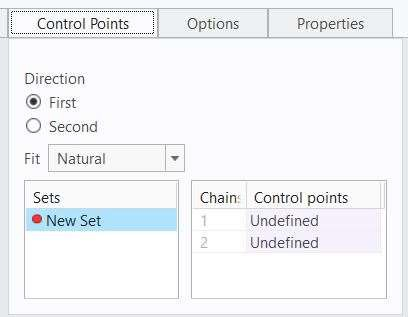 Control Points Options Properties
Direction
First
Second
Fit Natural
Sets Chain: Control points
New Set 1 Undefined
2 Undefined